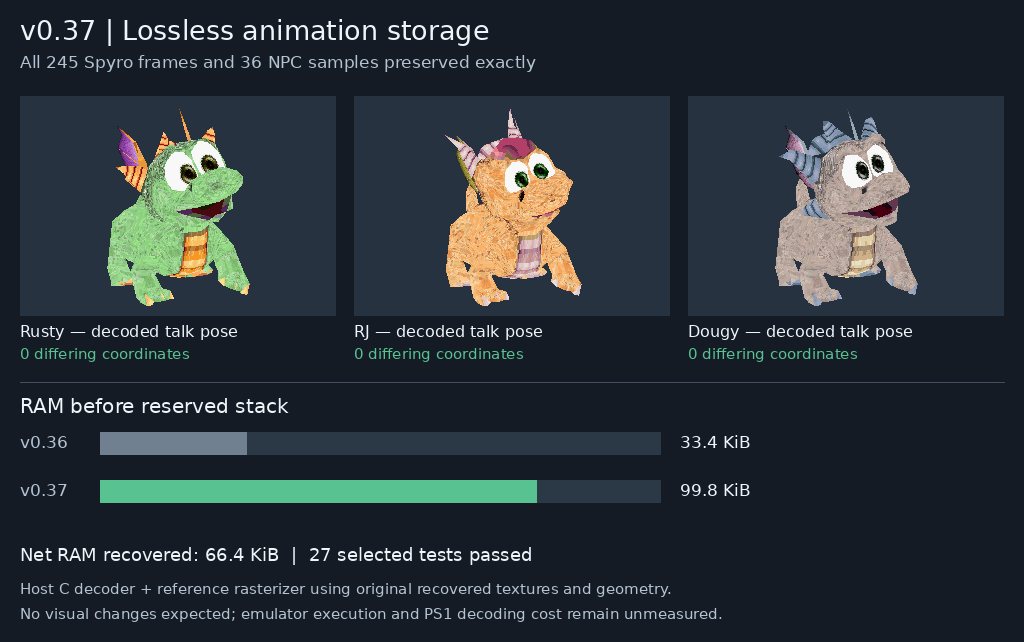 v0.37 | Lossless animation storage
All 245 Spyro frames and 36 NPC samples preserved exactly
Rusty — decoded talk pose
0 differing coordinates
RJ — decoded talk pose
0 differing coordinates
Dougy — decoded talk pose
0 differing coordinates
RAM before reserved stack
v0.36 33.4 KiB
v0.37 99.8 KiB
Net RAM recovered: 66.4 KiB | 27 selected tests passed
Host C decoder + reference rasterizer using original recovered textures and geometry.
No visual changes expected; emulator execution and PS1 decoding cost remain unmeasured.